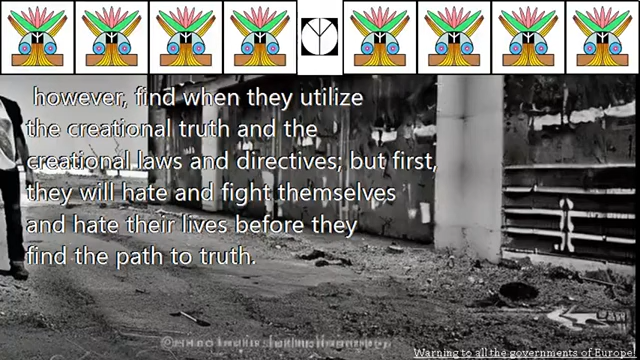 however, find when they utilize
the creational truth and the
creational laws and directives; but first,
they will hate and fight themselves
and hate their lives before they
find the path to truth.
Warning to all the governments of Europe!